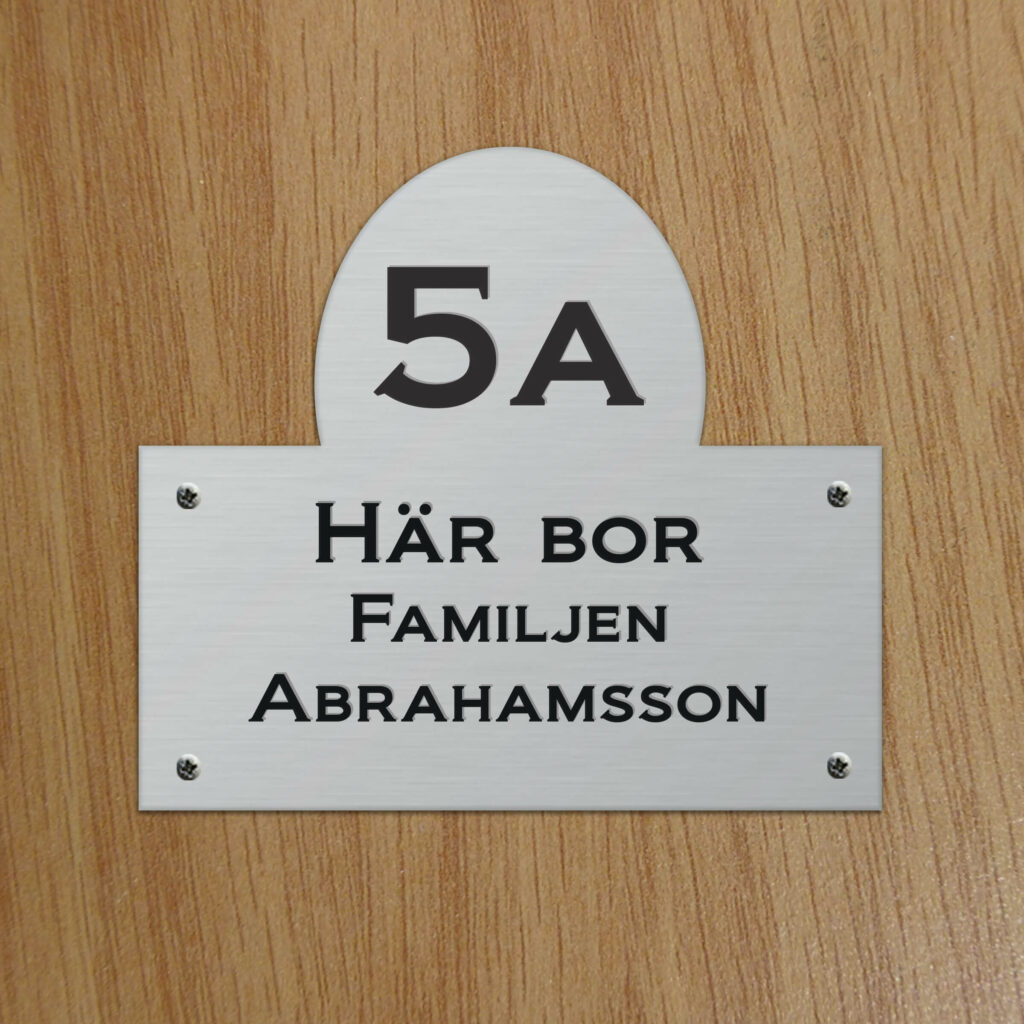 5A
Här bor
Familjen
Abrahamsson